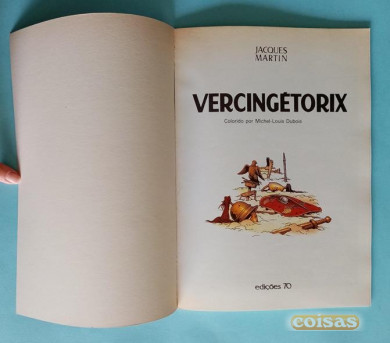 JACQUES
MARTIN
VERCINGÉTORIX
Colorido por Michel-Louis Dubois
edições 70
coisas